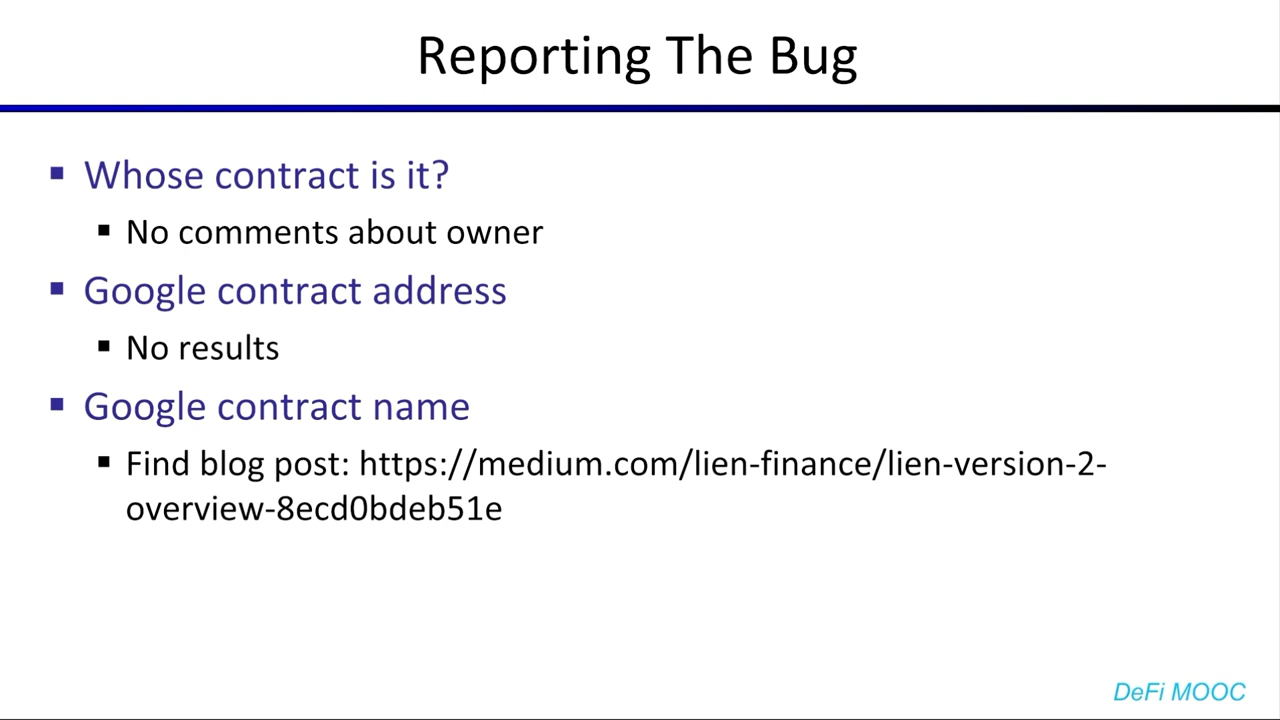 Reporting The Bug
▪ Whose contract is it?
▪ No comments about owner
▪ Google contract address
▪ No results
▪ Google contract name
▪ Find blog post: https://medium.com/lien-finance/lien-version-2-
overview-8ecd0bdeb51e
DeFi MOOC